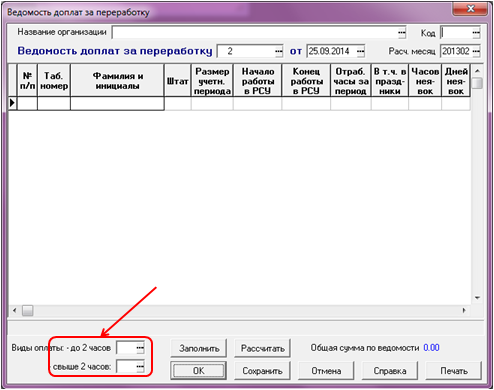 Ведомость доплат за переработку
Название организации Код
Ведомость доплат за переработку 2 от 25.09.2014 Расч. месяц 201302
№ п/п Таб. номер Фамилия и инициалы Штат Размер учетн. периода Начало работы в РСУ Конец работы в РСУ Отраб. часы за период В т.ч. в празд- ники Часов нея- вок Дней нея- вок
Виды оплаты: - до 2 часов Заполнить Рассчитать Общая сумма по ведомости 0.00
свыше 2 часов: OK Сохранить Отмена Справка Печать